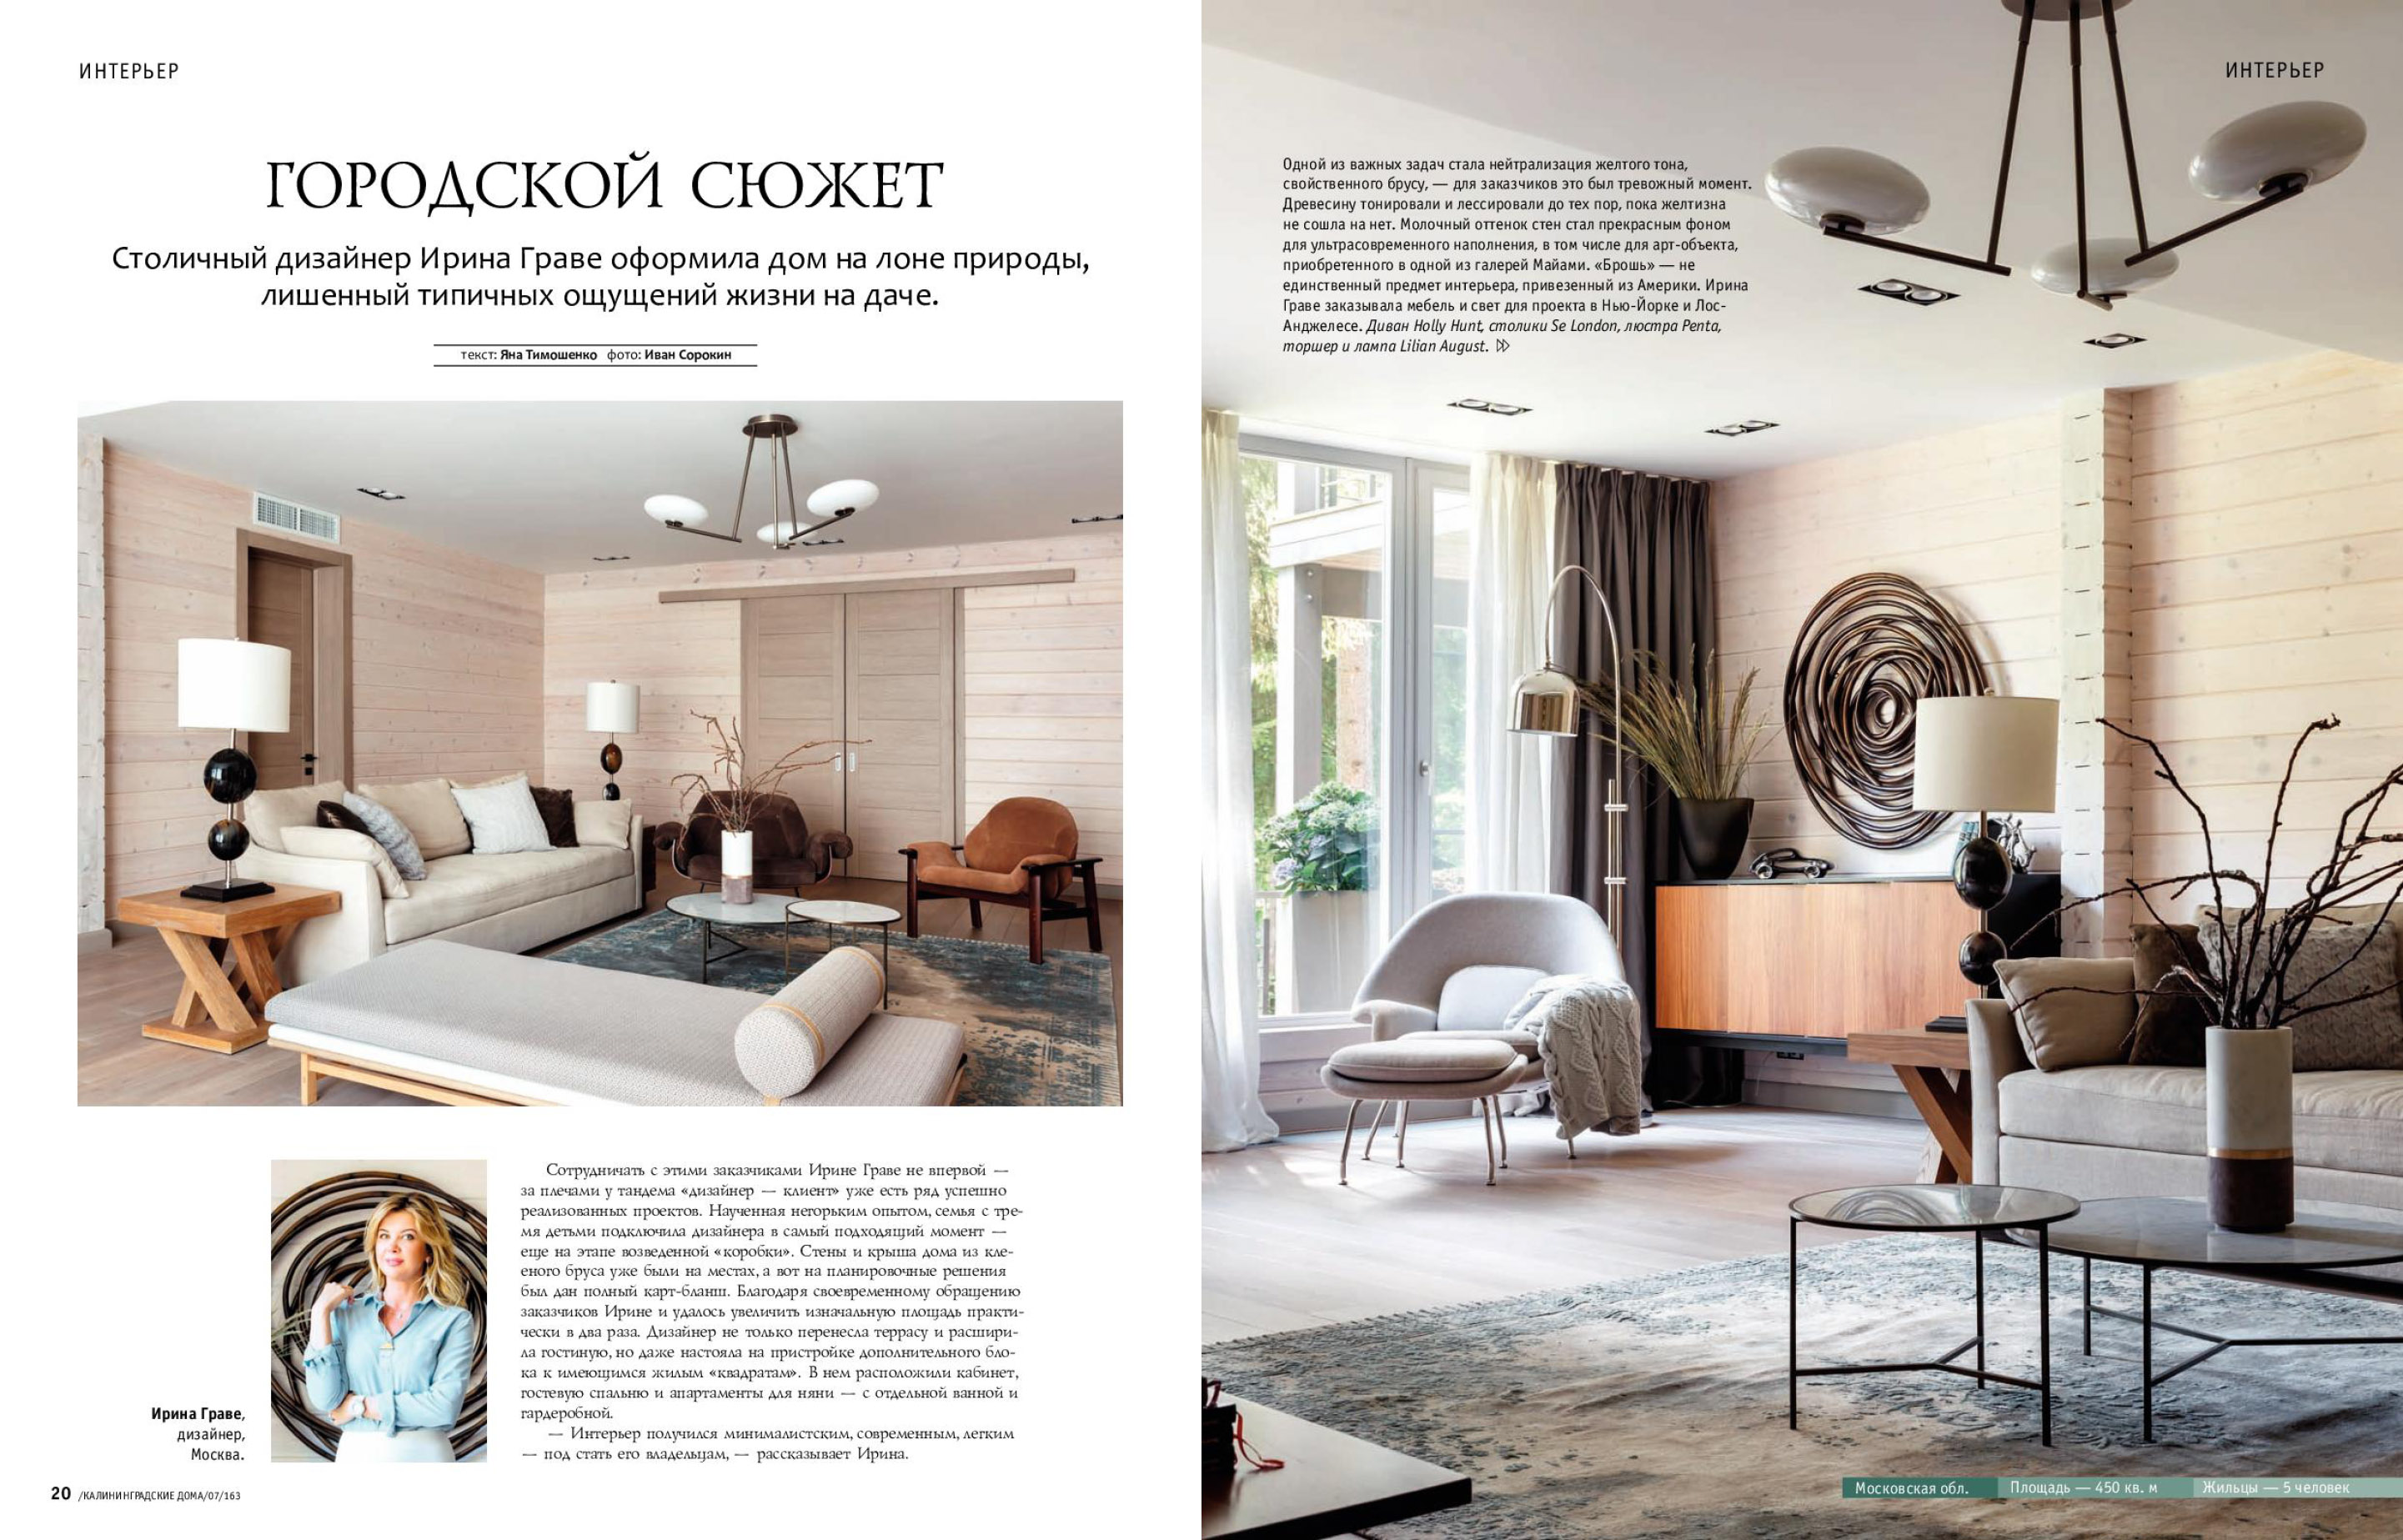 ИНТЕРЬЕР
ГОРОДСКОЙ СЮЖЕТ
Столичный дизайнер Ирина Граве оформила дом на лоне природы,
лишенный типичных ощущений жизни на даче.
текст: Яна Тимошенко фото: Иван Сорокин
Сотрудничать с этими заказчиками Ирине Граве не впервой —
за плечами у тандема «дизайнер — клиент» уже есть ряд успешно
реализованных проектов. Наученная негорьким опытом, семья с тре-
мя детьми подключила дизайнера в самый подходящий момент —
еще на этапе возведенной «коробки». Стены и крыша дома из кле-
еного бруса уже были на местах, а вот на планировочные решения
был дан полный карт-бланш. Благодаря своевременному обращению
заказчиков Ирине и удалось увеличить изначальную площадь практи-
чески в два раза. Дизайнер не только перенесла террасу и расшири-
ла гостиную, но даже настояла на пристройке дополнительного бло-
ка к имеющимся жилым «квадратам». В нем расположили кабинет,
гостевую спальню и апартаменты для няни — с отдельной ванной и
гардеробной.
— Интерьер получился минималистским, современным, легким
— под стать его владельцам, — рассказывает Ирина.
Ирина Граве,
дизайнер,
Москва.
20 /КАЛИНИНГРАДСКИЕ ДОМА/07/163
ИНТЕРЬЕР
Одной из важных задач стала нейтрализация желтого тона,
свойственного брусу, — для заказчиков это был тревожный момент.
Древесину тонировали и лессировали до тех пор, пока желтизна
не сошла на нет. Молочный оттенок стен стал прекрасным фоном
для ультрасовременного наполнения, в том числе для арт-объекта,
приобретенного в одной из галерей Майами. «Брошь» — не
единственный предмет интерьера, привезенный из Америки. Ирина
Граве заказывала мебель и свет для проекта в Нью-Йорке и Лос-
Анджелесе. Диван Holly Hunt, столики Se London, люстра Penta,
торшер и лампа Lilian August.
Московская обл. Площадь — 450 кв. м Жильцы — 5 человек